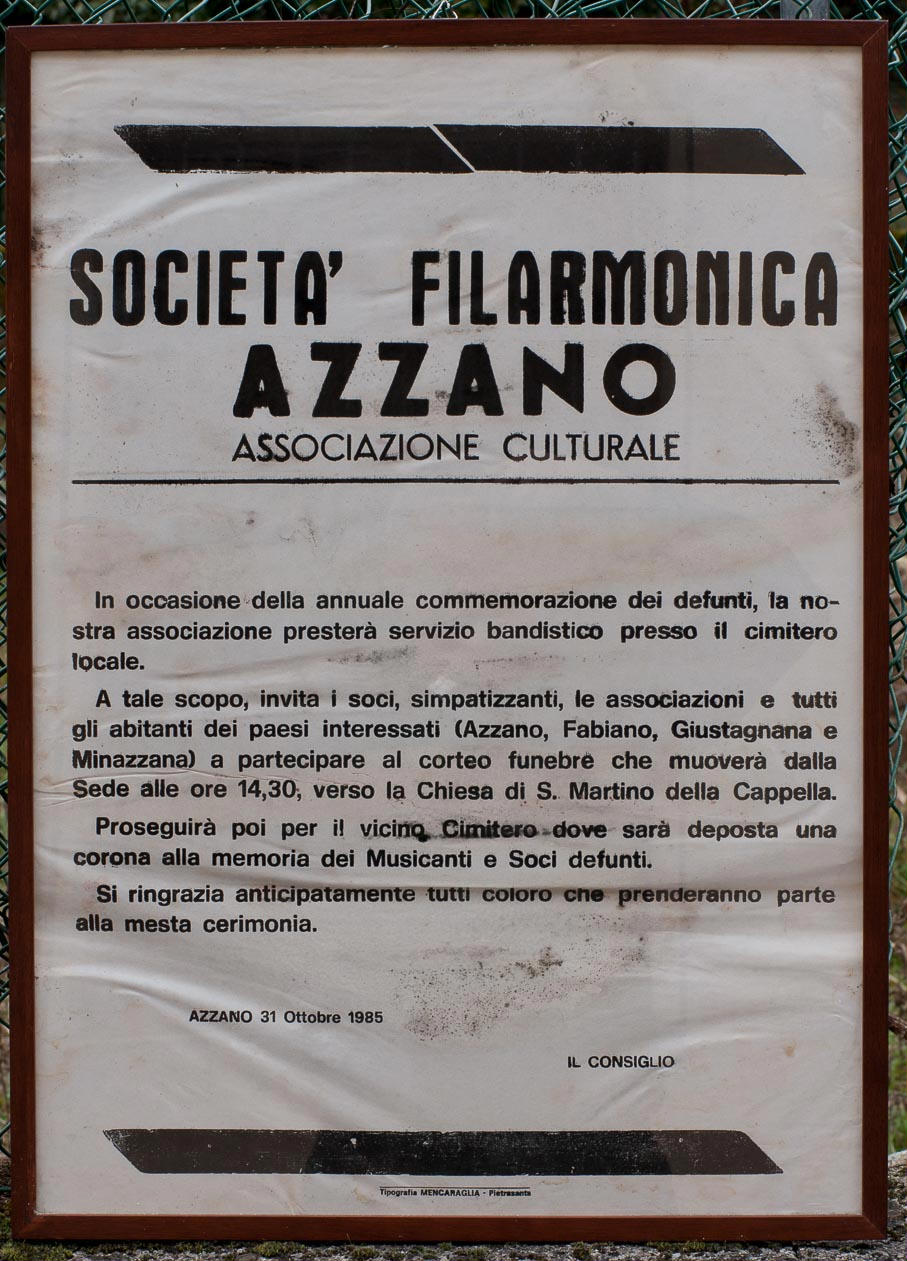 SOCIETA' FILARMONICA
AZZANO
ASSOCIAZIONE CULTURALE
In occasione della annuale commemorazione dei defunti, la no-
stra associazione presterà servizio bandistico presso il cimitero
locale.
A tale scopo, invita i soci, simpatizzanti, le associazioni e tutti
gli abitanti dei paesi interessati (Azzano, Fabiano, Giustagnana e
Minazzana) a partecipare al corteo funebre che muoverà dalla
Sede alle ore 14,30, verso la Chiesa di S. Martino della Cappella.
Proseguirà poi per il vicino Cimitero dove sarà deposta una
corona alla memoria dei Musicanti e Soci defunti.
Si ringrazia anticipatamente tutti coloro che prenderanno parte
alla mesta cerimonia.
AZZANO 31 Ottobre 1985
IL CONSIGLIO
Tipografia MENCARAGLIA - Pietrasanta